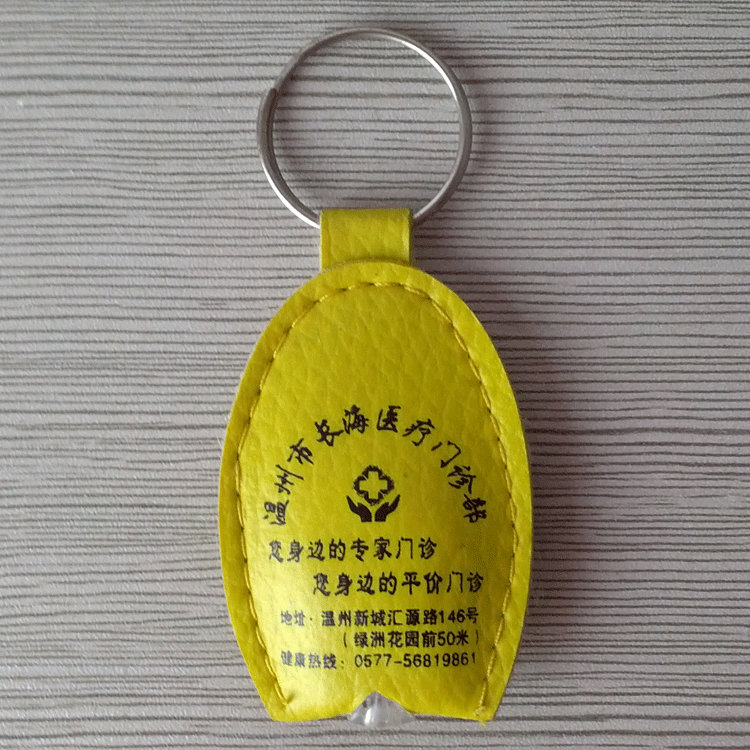 温州市长海医疗门诊部
您身边的专家门诊
您身边的平价门诊
地址：温州新城汇源路146号
（绿洲花园前50米）
健康热线：0577-56819861